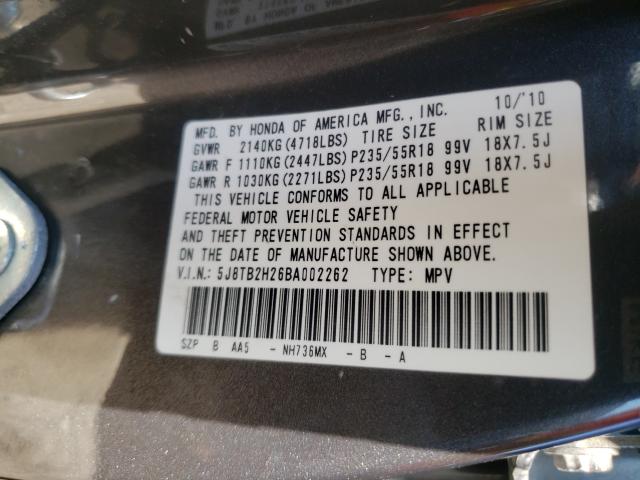 MFD. BY HONDA OF AMERICA MFG., INC. 10/'10
GVWR 2140KG(4718LBS) TIRE SIZE RIM SIZE
GAWR F 1110KG(2447LBS)P235/55R18 99V 18X7.5J
GAWR R 1030KG(2271LBS)P235/55R18 99V 18X7.5J
THIS VEHICLE CONFORMS TO ALL APPLICABLE
FEDERAL MOTOR VEHICLE SAFETY
AND THEFT PREVENTION STANDARDS IN EFFECT
ON THE DATE OF MANUFACTURE SHOWN ABOVE.
V.I.N.: 5J8TB2H26BA002262 TYPE: MPV
SZP B AA5 - NH736MX - B - A